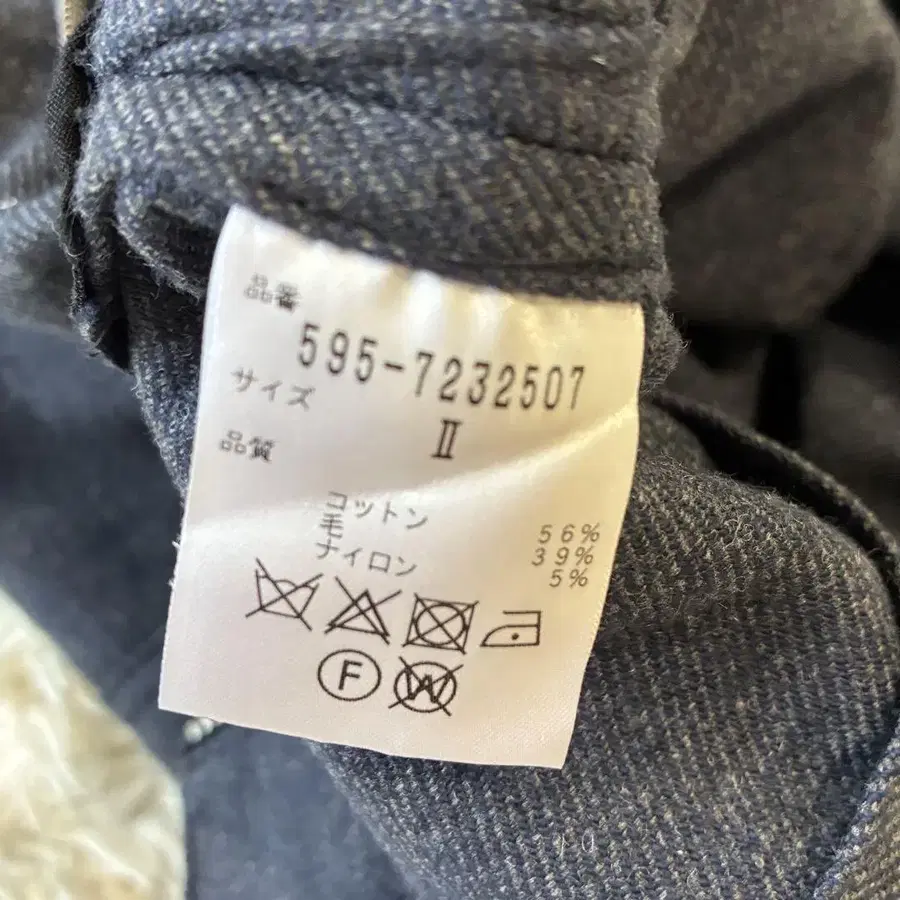 品番
595-7232507
サイズ
II
品質
コットン 56%
毛 39%
ナイロン 5%
F
W